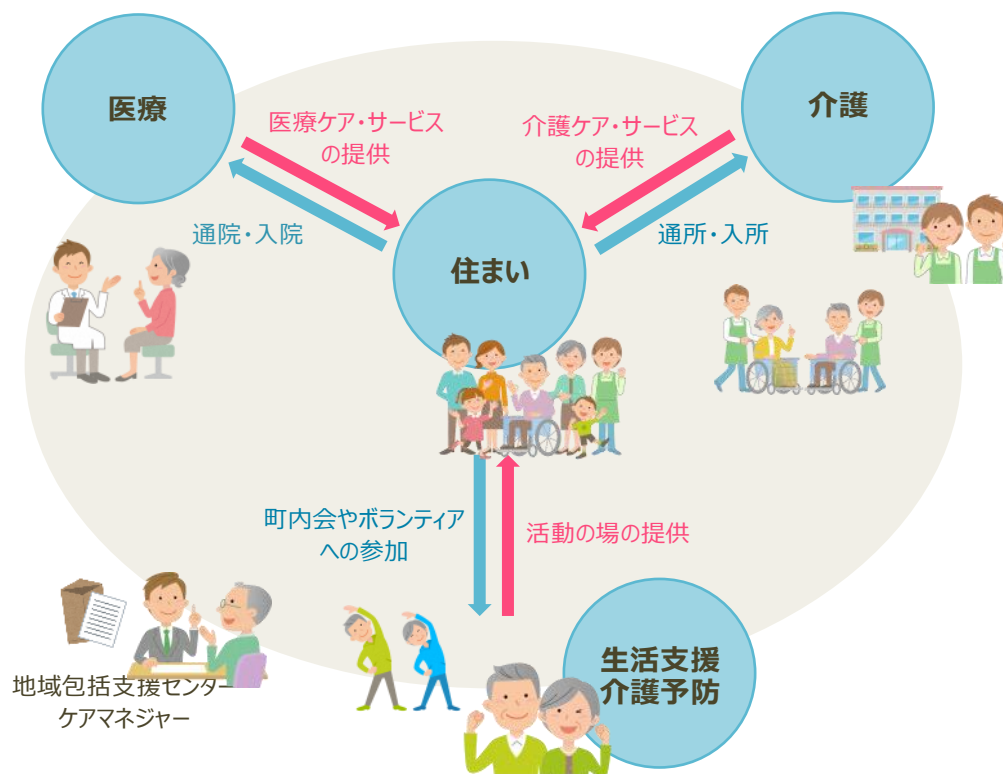 医療
介護
医療ケア・サービス
の提供
介護ケア・サービス
の提供
通院・入院
通所・入所
住まい
町内会やボランティア
への参加
活動の場の提供
生活支援
介護予防
地域包括支援センター
ケアマネジャー